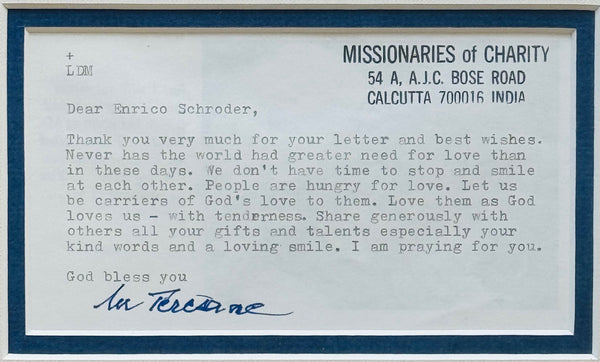 +
LDM
MISSIONARIES of CHARITY
54 A, A.J.C. BOSE ROAD
CALCUTTA 700016 INDIA
Dear Enrico Schroder,
Thank you very much for your letter and best wishes.
Never has the world had greater need for love than
in these days. We don't have time to stop and smile
at each other. People are hungry for love. Let us
be carriers of God's love to them. Love them as God
loves us - with tenderness. Share generously with
others all your gifts and talents especially your
kind words and a loving smile. I am praying for you.
God bless you